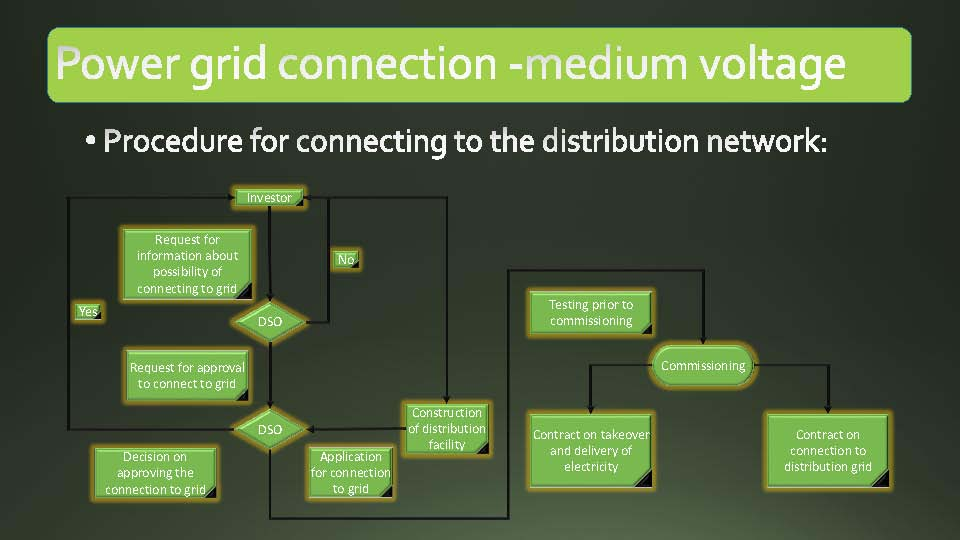 Power grid connection -medium voltage
• Procedure for connecting to the distribution network:
Investor
Request for
information about
possibility of
connecting to grid
No
Yes
DSO
Testing prior to
commissioning
Request for approval
to connect to grid
Commissioning
DSO
Construction
of distribution
facility
Decision on
approving the
connection to grid
Application
for connection
to grid
Contract on takeover
and delivery of
electricity
Contract on
connection to
distribution grid